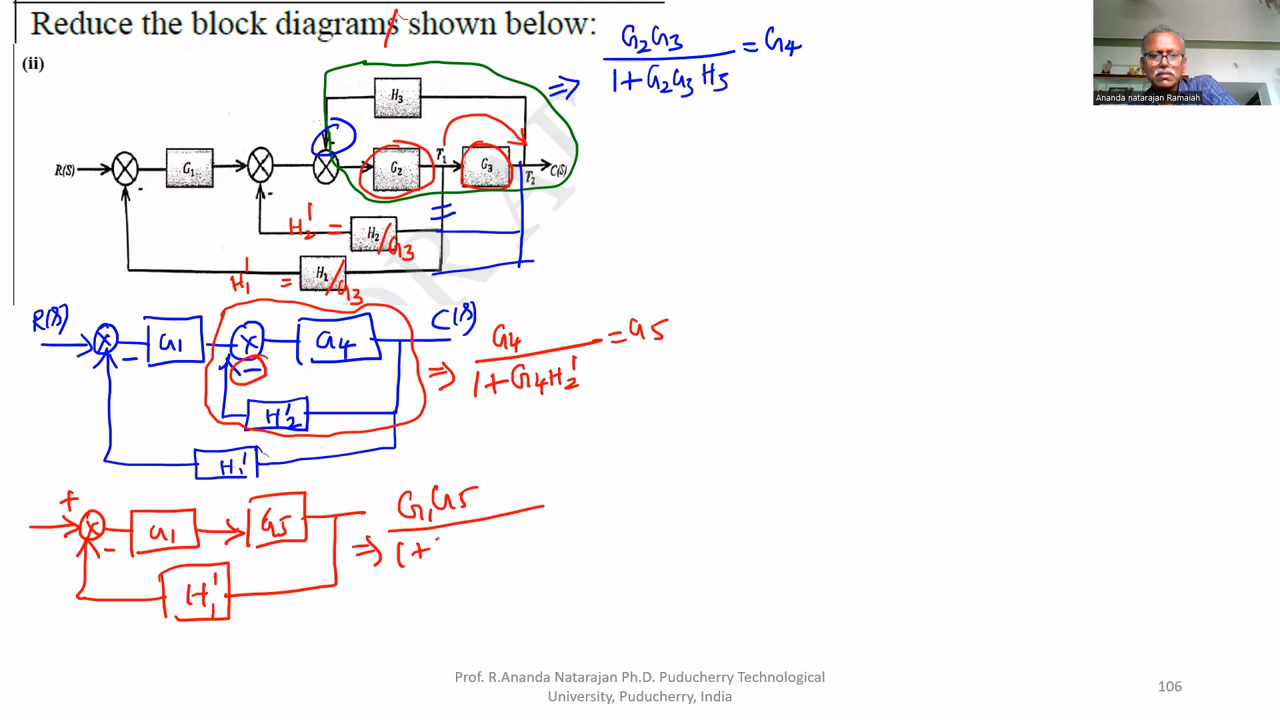 Reduce the block diagrams shown below:
(ii)
G2G3 / 1+G2G3H3 = G4
⇒
H3
R(S)
G1
G2
T1
G3
T2
C(S)
-
-
-
H2' = H2/G3
H1' = H1/G3
R(S)
G1
G4
C(S)
-
-
H2'
H1'
⇒ G4 / 1+G4H2' = G5
+
-
G1
G5
H1'
⇒ G1G5 / 1+
Ananda natarajan Ramaiah
Prof. R.Ananda Natarajan Ph.D. Puducherry Technological
University, Puducherry, India
106